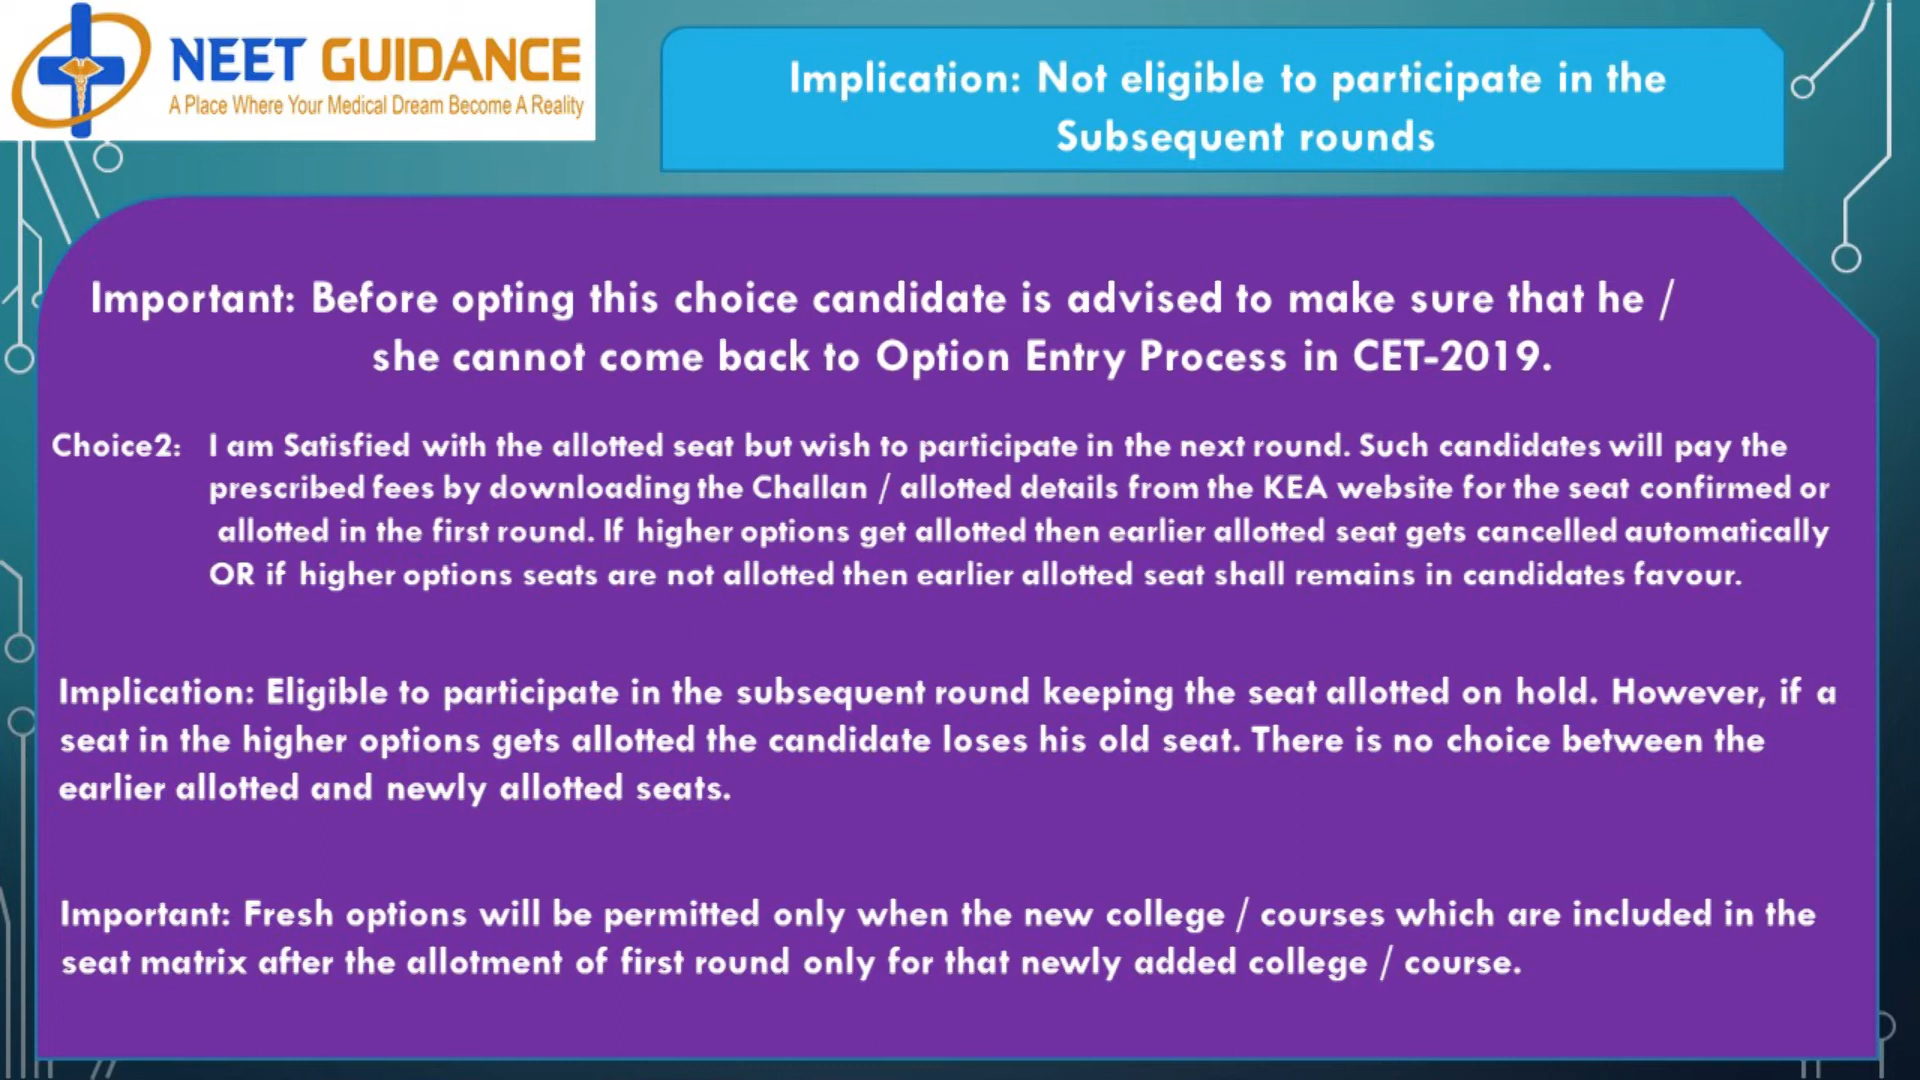 NEET GUIDANCE
A Place Where Your Medical Dream Become A Reality
Implication: Not eligible to participate in the
Subsequent rounds
Important: Before opting this choice candidate is advised to make sure that he /
she cannot come back to Option Entry Process in CET-2019.
Choice2: I am Satisfied with the allotted seat but wish to participate in the next round. Such candidates will pay the
prescribed fees by downloading the Challan / allotted details from the KEA website for the seat confirmed or
allotted in the first round. If higher options get allotted then earlier allotted seat gets cancelled automatically
OR if higher options seats are not allotted then earlier allotted seat shall remains in candidates favour.
Implication: Eligible to participate in the subsequent round keeping the seat allotted on hold. However, if a
seat in the higher options gets allotted the candidate loses his old seat. There is no choice between the
earlier allotted and newly allotted seats.
Important: Fresh options will be permitted only when the new college / courses which are included in the
seat matrix after the allotment of first round only for that newly added college / course.